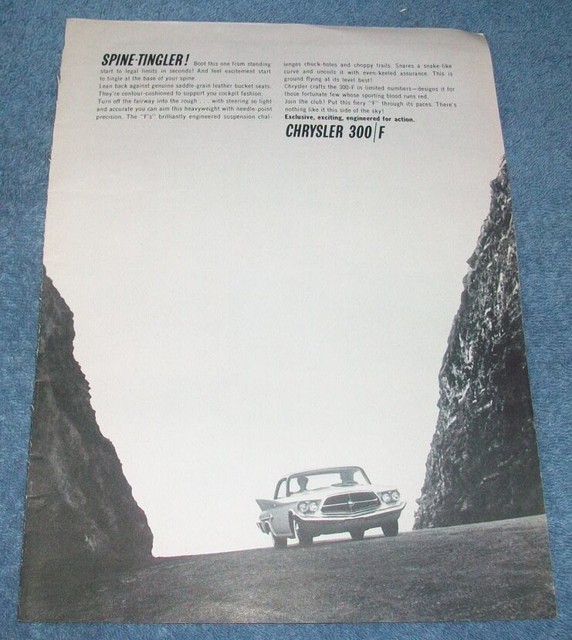 SPINE-TINGLER! Boot this one from standing
start to legal limits in seconds! And feel excitement start
to tingle at the base of your spine.
Lean back against genuine saddle-grain leather bucket seats.
They're contour-cushioned to support you cockpit fashion.
Turn off the fairway into the rough . . . with steering so light
and accurate you can aim this heavyweight with needle-point
precision. The "F's" brilliantly engineered suspension chal-
lenges chuck-holes and choppy trails. Snares a snake-like
curve and uncoils it with even-keeled assurance. This is
ground flying at its level best!
Chrysler crafts the 300-F in limited numbers—designs it for
those fortunate few whose sporting blood runs red.
Join the club! Put this fiery "F" through its paces. There's
nothing like it this side of the sky!
Exclusive, exciting, engineered for action.
CHRYSLER 300/F